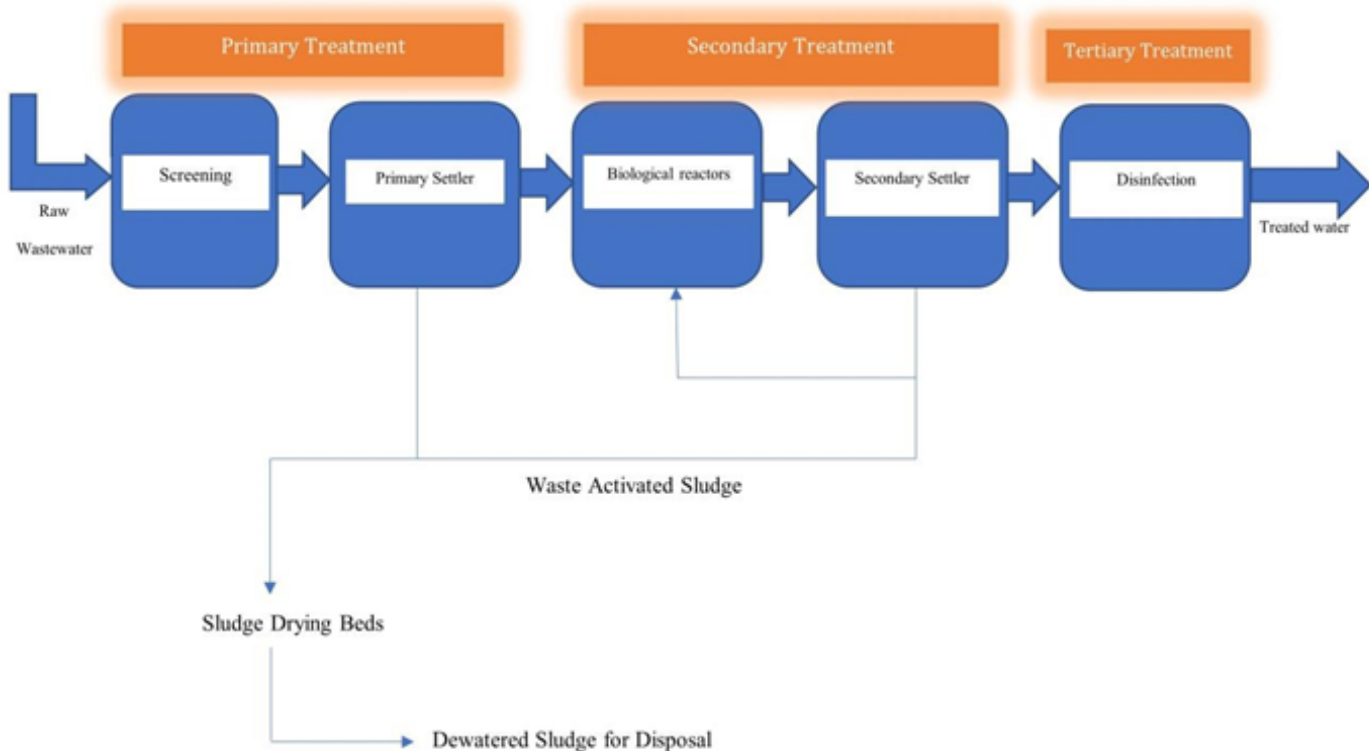 Primary Treatment
Secondary Treatment
Tertiary Treatment
Screening
Primary Settler
Biological reactors
Secondary Settler
Disinfection
Raw
Wastewater
Treated water
Waste Activated Sludge
Sludge Drying Beds
Dewatered Sludge for Disposal